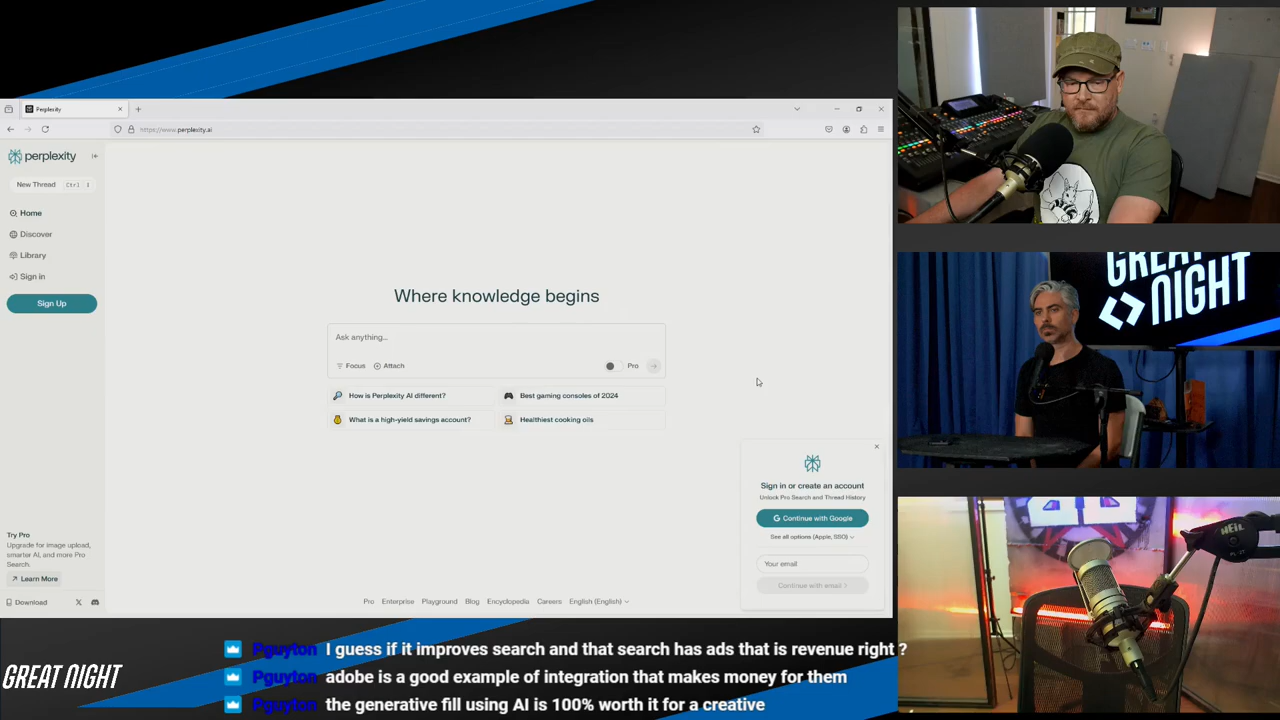 Perplexity
https://www.perplexity.ai
perplexity
New Thread
Ctrl
I
Home
Discover
Library
Sign in
Sign Up
Where knowledge begins
Ask anything...
Focus
Attach
Pro
How is Perplexity AI different?
Best gaming consoles of 2024
What is a high-yield savings account?
Healthiest cooking oils
Sign in or create an account
Unlock Pro Search and Thread History
Continue with Google
See all options (Apple, SSO)
Your email
Continue with email
Try Pro
Upgrade for image upload,
smarter AI, and more Pro
Search.
Learn More
Download
Pro Enterprise Playground Blog Encyclopedia Careers English (English)
GREAT
NIGHT
HEIL
GREAT NIGHT
Pguyton I guess if it improves search and that search has ads that is revenue right ?
Pguyton adobe is a good example of integration that makes money for them
Pguyton the generative fill using AI is 100% worth it for a creative